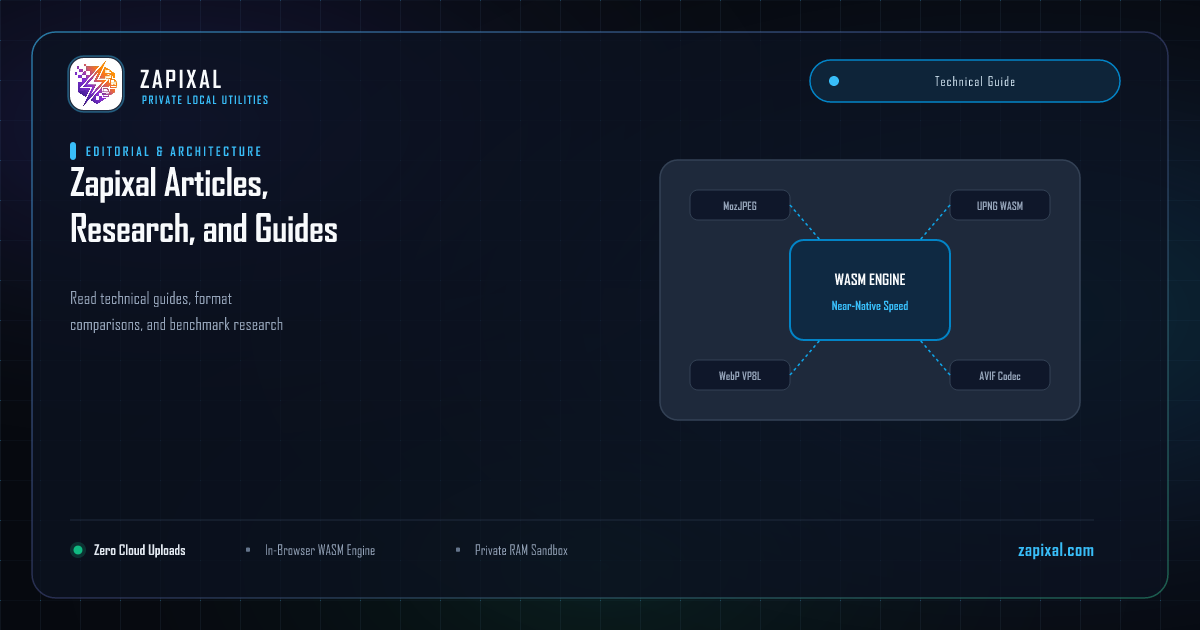 ZAPIXAL
PRIVATE LOCAL UTILITIES
Technical Guide
EDITORIAL & ARCHITECTURE
Zapixal Articles,
Research, and Guides
Read technical guides, format
comparisons, and benchmark research
MozJPEG
UPNG WASM
WASM ENGINE
Near-Native Speed
WebP VP8L
AVIF Codec
Zero Cloud Uploads
In-Browser WASM Engine
Private RAM Sandbox
zapixal.com